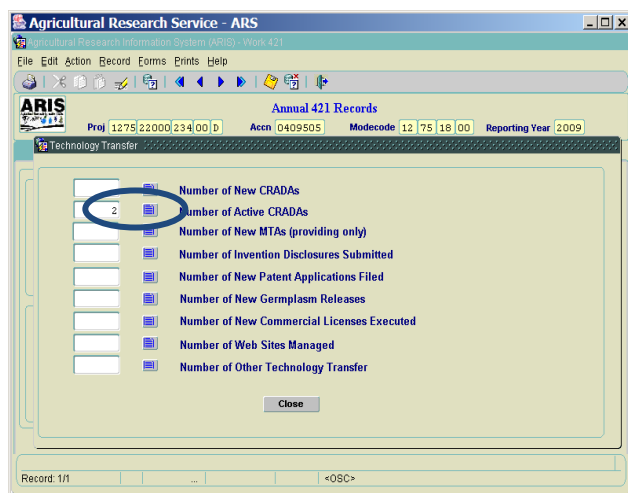 Agricultural Research Service - ARS
Agricultural Research Information System (ARIS) - Work 421
File Edit Action Record Forms Prints Help
ARIS
Annual 421 Records
Proj 1275 22000 234 00 D Accn 0409505 Modecode 12 75 18 00 Reporting Year 2009
Technology Transfer
Number of New CRADAs
2 Number of Active CRADAs
Number of New MTAs (providing only)
Number of Invention Disclosures Submitted
Number of New Patent Applications Filed
Number of New Germplasm Releases
Number of New Commercial Licenses Executed
Number of Web Sites Managed
Number of Other Technology Transfer
Close
Record: 1/1 ... <OSC>